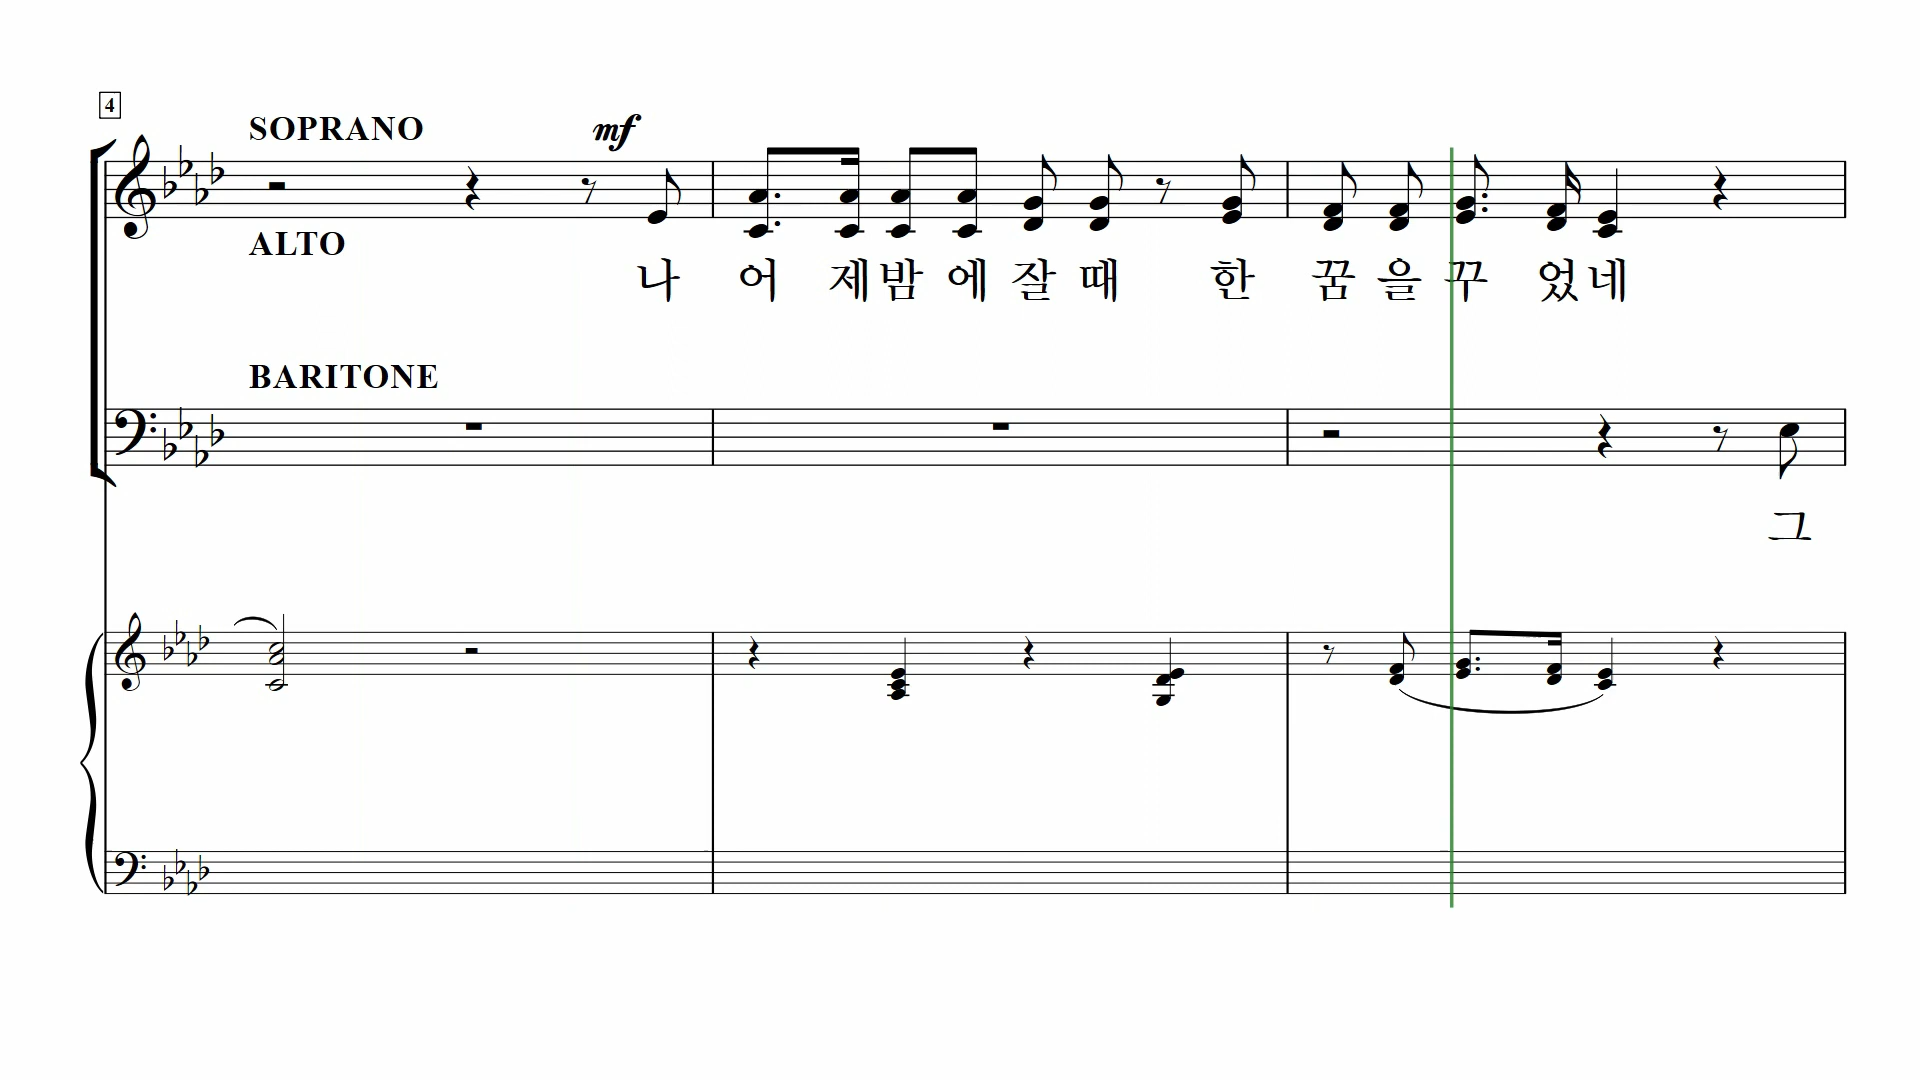 4
SOPRANO
mf
ALTO
나 어 제 밤 에 잘 때 한 꿈 을 꾸 었 네
BARITONE
그